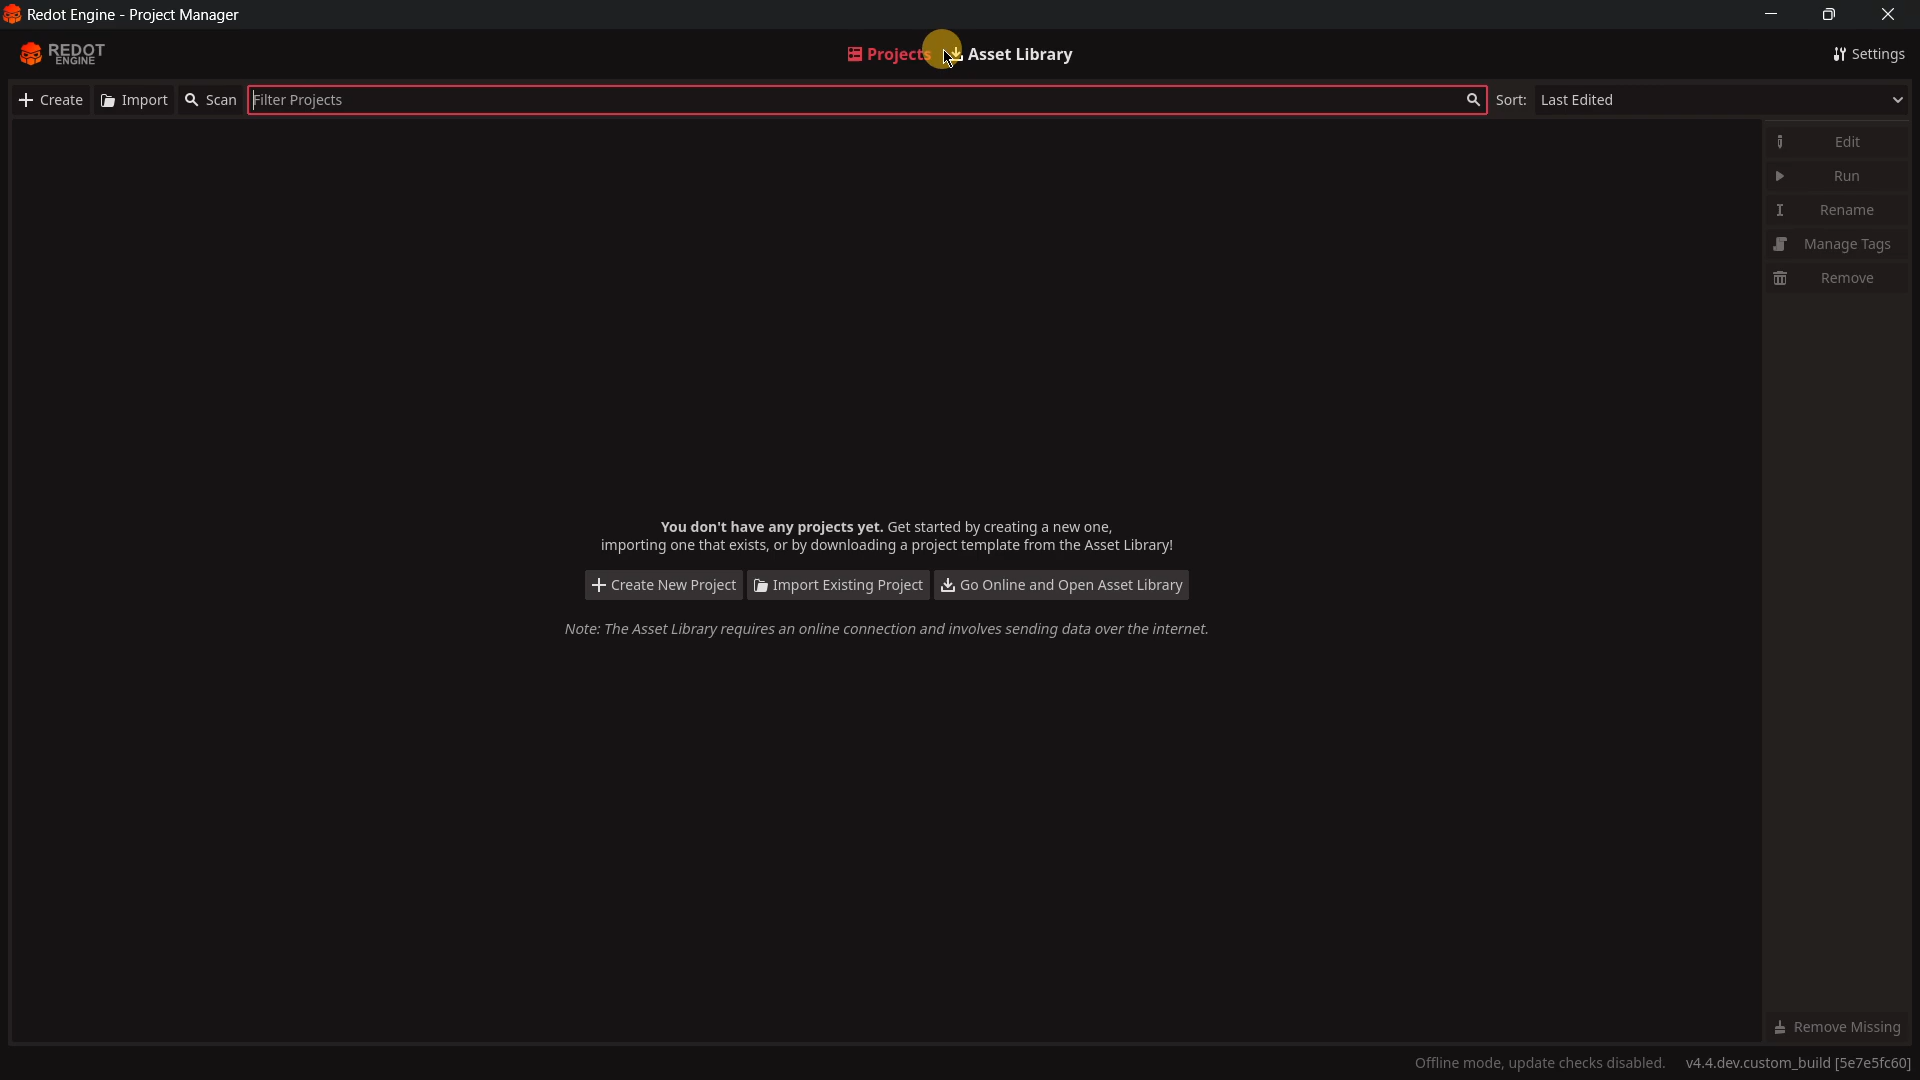 Redot Engine - Project Manager
REDOT
ENGINE
Projects
Asset Library
Settings
Create
Import
Scan
Filter Projects
Sort:
Last Edited
Edit
Run
Rename
Manage Tags
Remove
You don't have any projects yet. Get started by creating a new one,
importing one that exists, or by downloading a project template from the Asset Library!
Create New Project
Import Existing Project
Go Online and Open Asset Library
Note: The Asset Library requires an online connection and involves sending data over the internet.
Remove Missing
Offline mode, update checks disabled.
v4.4.dev.custom_build [5e7e5fc60]